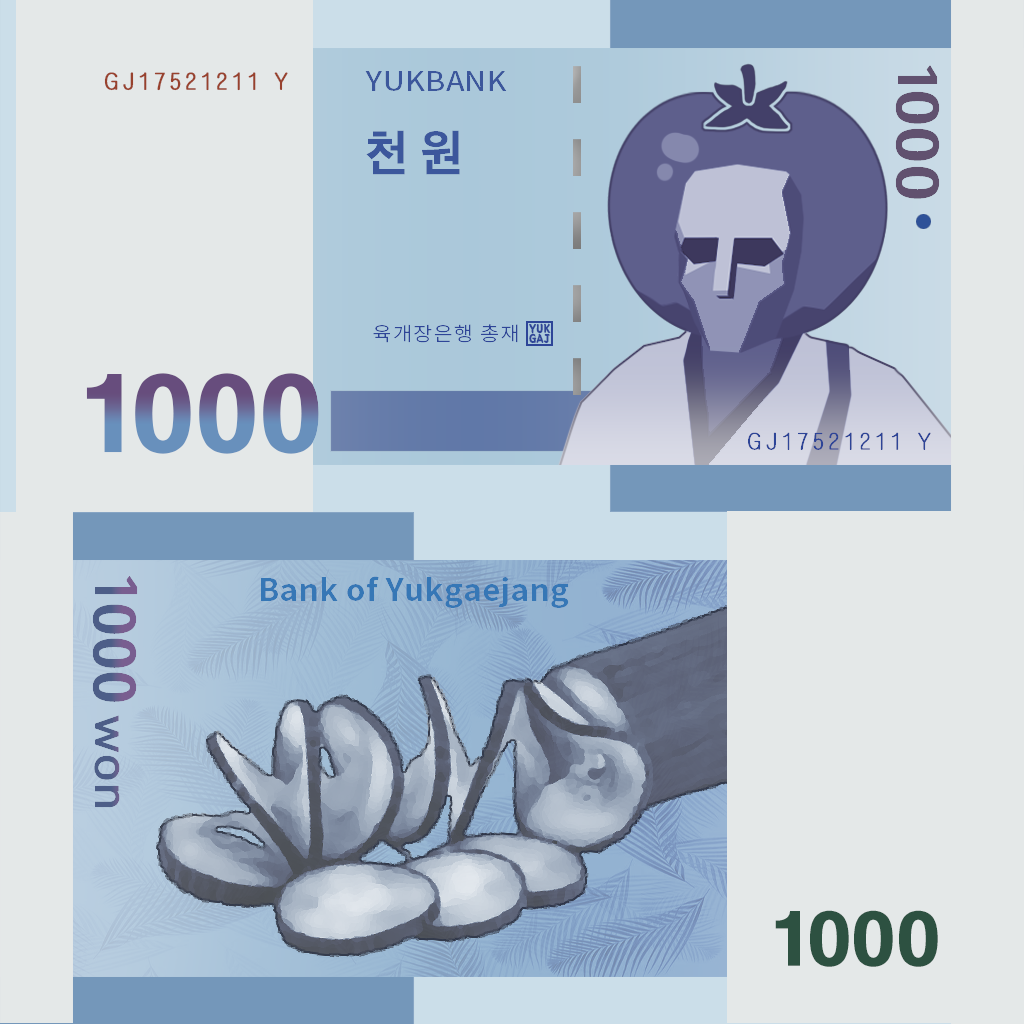 GJ17521211 Y
YUKBANK
천 원
1000
육개장은행 총재
YUK
GAJ
1000
GJ17521211 Y
Bank of Yukgaejang
1000 won
1000